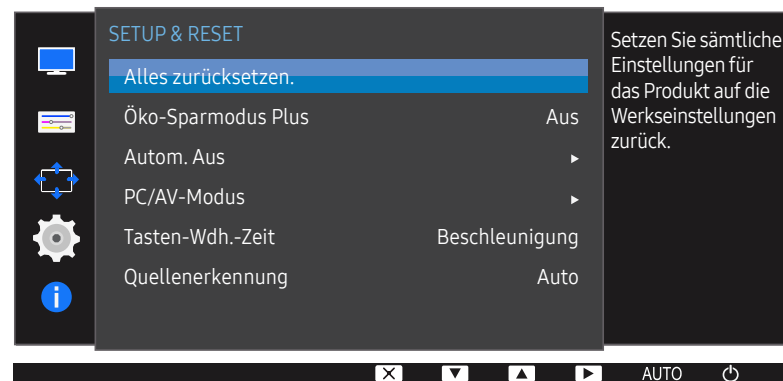 SETUP & RESET
Alles zurücksetzen.
Öko-Sparmodus Plus Aus
Autom. Aus
PC/AV-Modus
Tasten-Wdh.-Zeit Beschleunigung
Quellenerkennung Auto
Setzen Sie sämtliche
Einstellungen für
das Produkt auf die
Werkseinstellungen
zurück.
AUTO